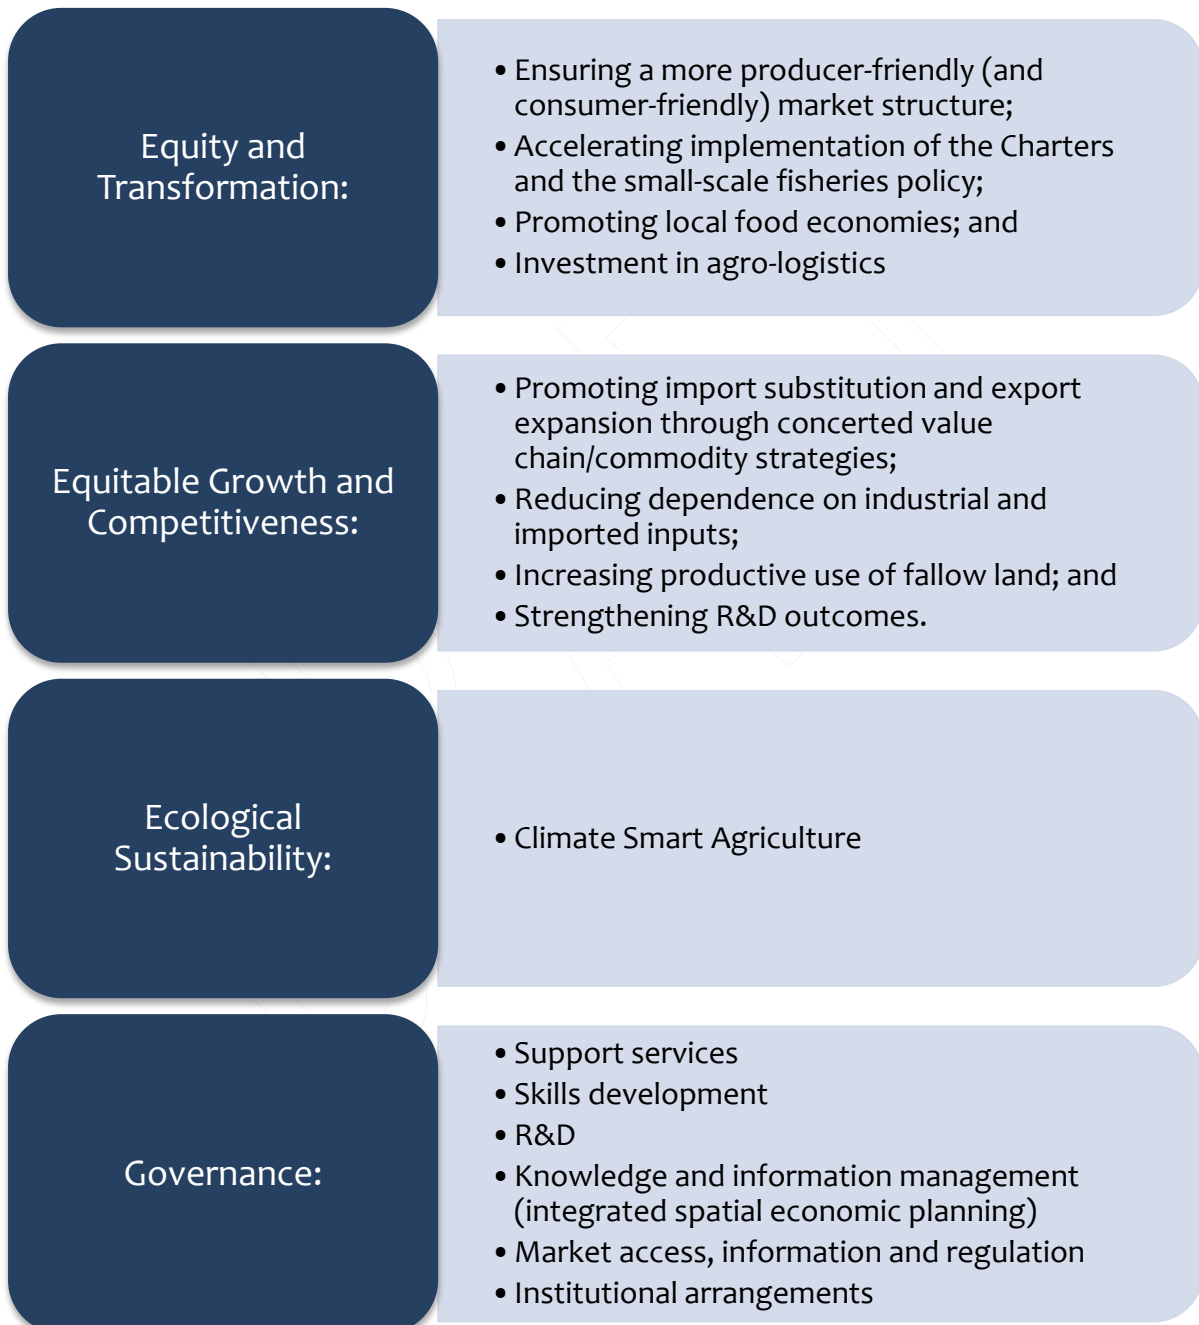 Equity and
Transformation:
• Ensuring a more producer-friendly (and
consumer-friendly) market structure;
• Accelerating implementation of the Charters
and the small-scale fisheries policy;
• Promoting local food economies; and
• Investment in agro-logistics
Equitable Growth and
Competitiveness:
• Promoting import substitution and export
expansion through concerted value
chain/commodity strategies;
• Reducing dependence on industrial and
imported inputs;
• Increasing productive use of fallow land; and
• Strengthening R&D outcomes.
Ecological
Sustainability:
• Climate Smart Agriculture
Governance:
• Support services
• Skills development
• R&D
• Knowledge and information management
(integrated spatial economic planning)
• Market access, information and regulation
• Institutional arrangements